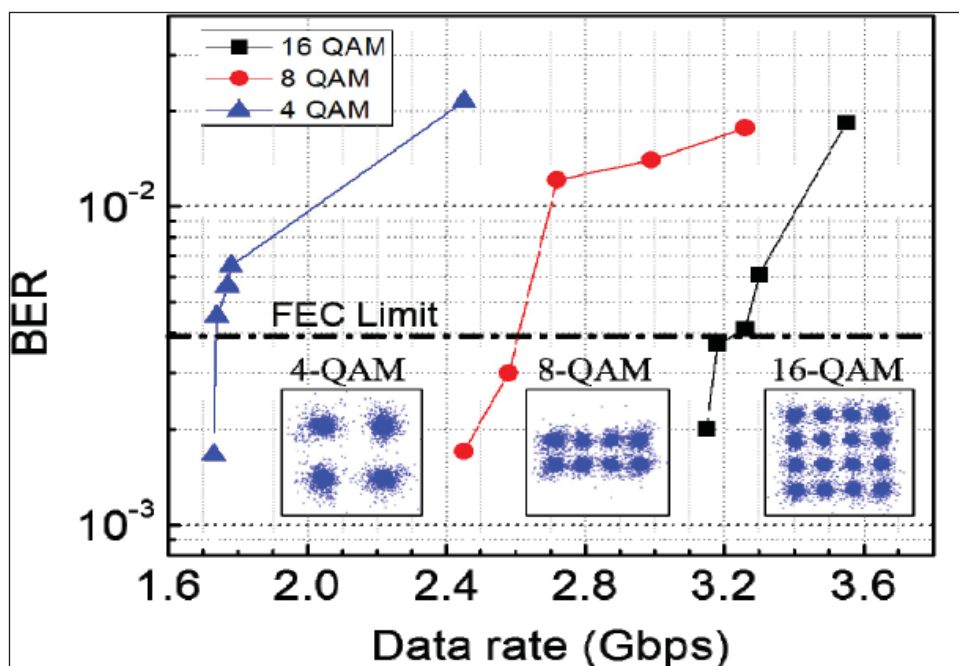 16 QAM
8 QAM
4 QAM
10⁻²
FEC Limit
4-QAM 8-QAM 16-QAM
10⁻³
BER
1.6 2.0 2.4 2.8 3.2 3.6
Data rate (Gbps)